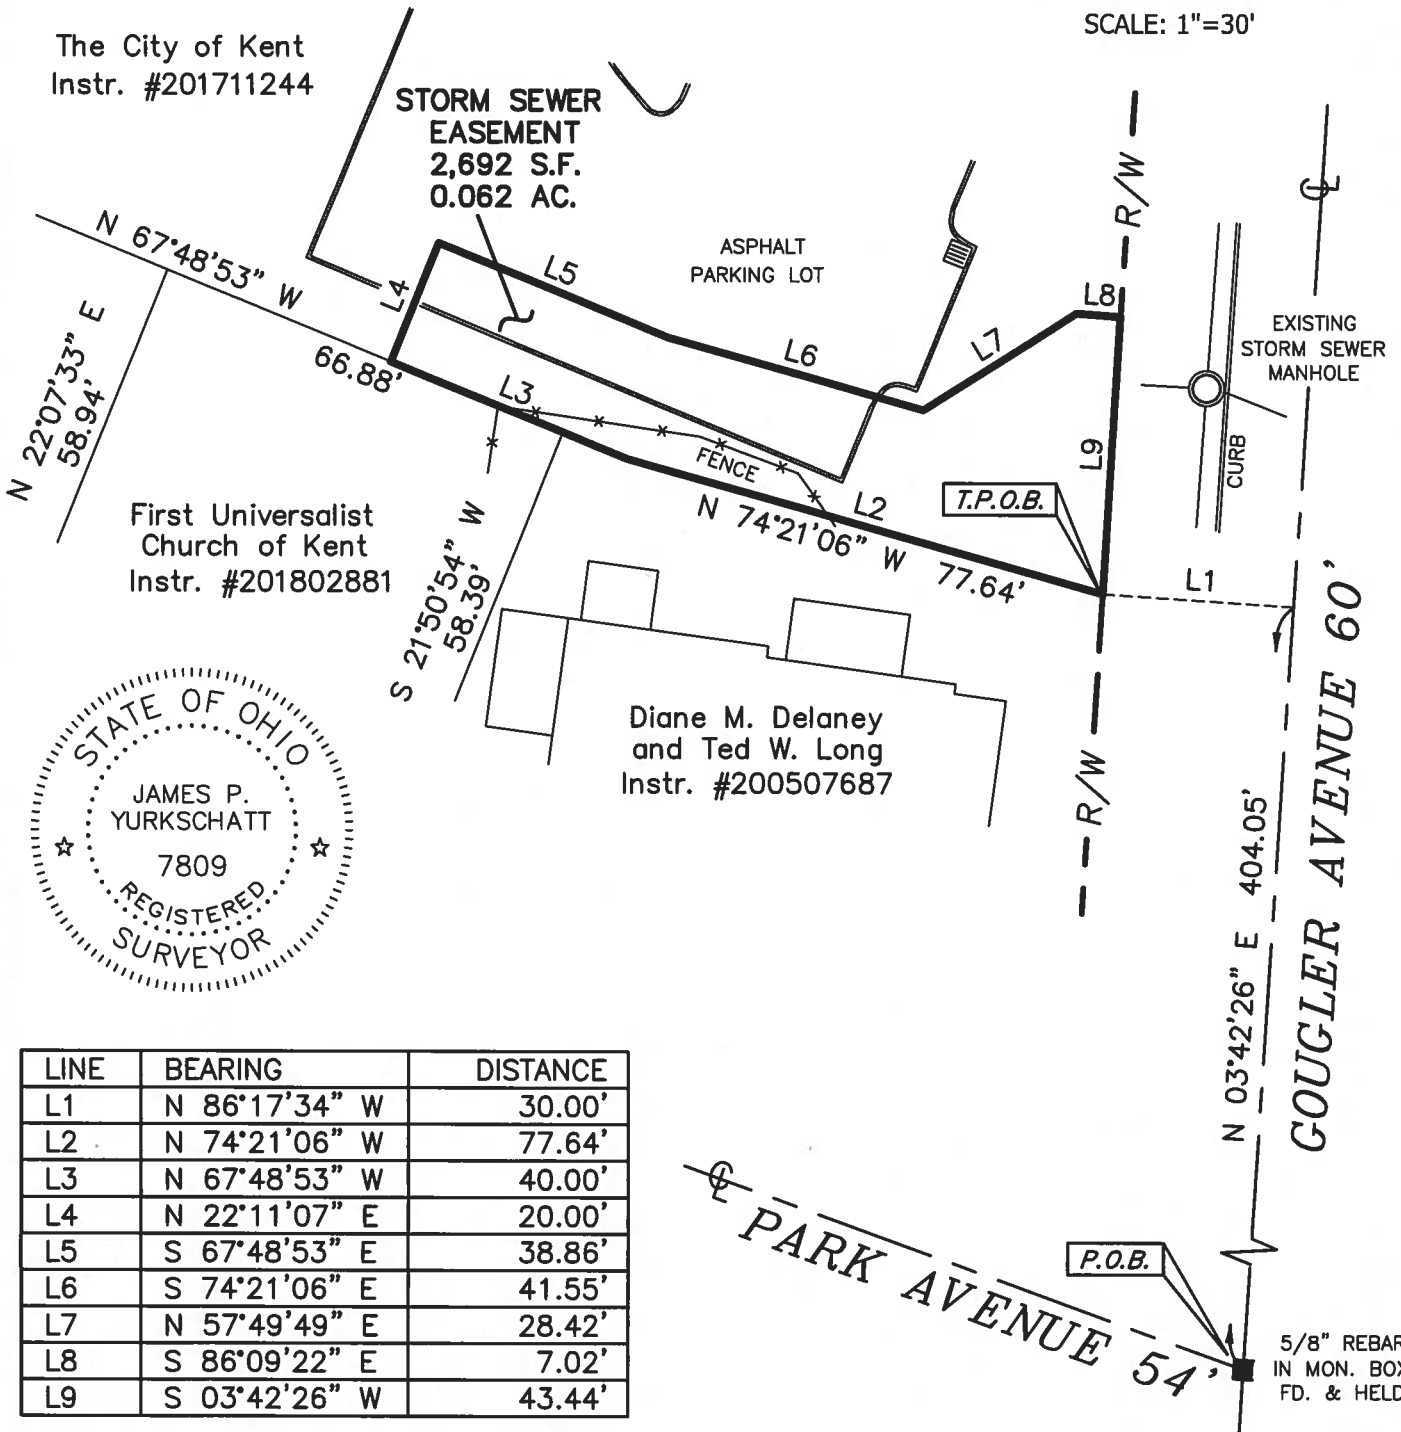 SCALE: 1"=30'
The City of Kent
Instr. #201711244
STORM SEWER
EASEMENT
2,692 S.F.
0.062 AC.
R/W
℄
N 67°48'53" W
66.88'
ASPHALT
PARKING LOT
L5
L4
L6
L7
L8
L3
L9
L2
EXISTING
STORM SEWER
MANHOLE
CURB
N 22°07'33" E
58.94'
FENCE
T.P.O.B.
N 74°21'06" W 77.64'
L1
First Universalist
Church of Kent
Instr. #201802881
S 21°50'54" W
58.39'
Diane M. Delaney
and Ted W. Long
Instr. #200507687
R/W
GOUGLER AVENUE 60'
N 03°42'26" E 404.05'
STATE OF OHIO
JAMES P.
YURKSCHATT
7809
REGISTERED
SURVEYOR
LINE BEARING DISTANCE
L1 N 86°17'34" W 30.00'
L2 N 74°21'06" W 77.64'
L3 N 67°48'53" W 40.00'
L4 N 22°11'07" E 20.00'
L5 S 67°48'53" E 38.86'
L6 S 74°21'06" E 41.55'
L7 N 57°49'49" E 28.42'
L8 S 86°09'22" E 7.02'
L9 S 03°42'26" W 43.44'
℄
PARK AVENUE 54'
P.O.B.
5/8" REBAR
IN MON. BOX
FD. & HELD